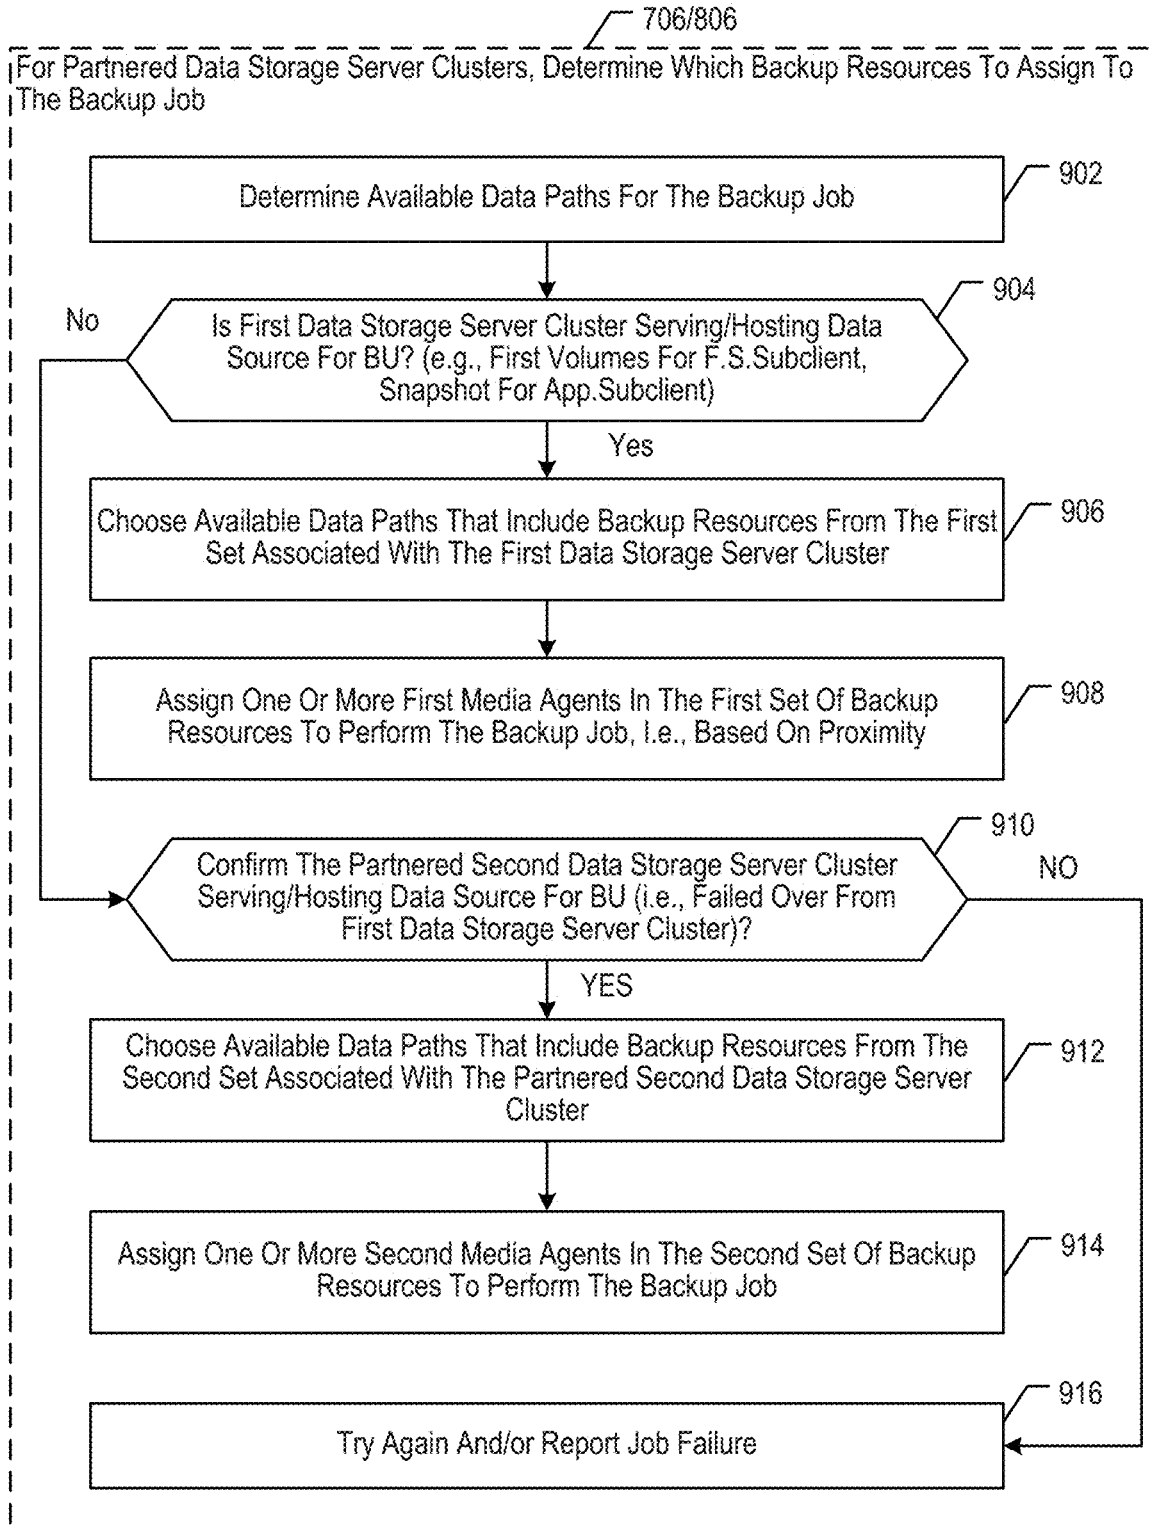 706/806
For Partnered Data Storage Server Clusters, Determine Which Backup Resources To Assign To
The Backup Job
902
Determine Available Data Paths For The Backup Job
904
No
Is First Data Storage Server Cluster Serving/Hosting Data
Source For BU? (e.g., First Volumes For F.S.Subclient,
Snapshot For App.Subclient)
Yes
906
Choose Available Data Paths That Include Backup Resources From The First
Set Associated With The First Data Storage Server Cluster
908
Assign One Or More First Media Agents In The First Set Of Backup
Resources To Perform The Backup Job, I.e., Based On Proximity
910
Confirm The Partnered Second Data Storage Server Cluster
Serving/Hosting Data Source For BU (i.e., Failed Over From
First Data Storage Server Cluster)?
NO
YES
912
Choose Available Data Paths That Include Backup Resources From The
Second Set Associated With The Partnered Second Data Storage Server
Cluster
914
Assign One Or More Second Media Agents In The Second Set Of Backup
Resources To Perform The Backup Job
916
Try Again And/or Report Job Failure